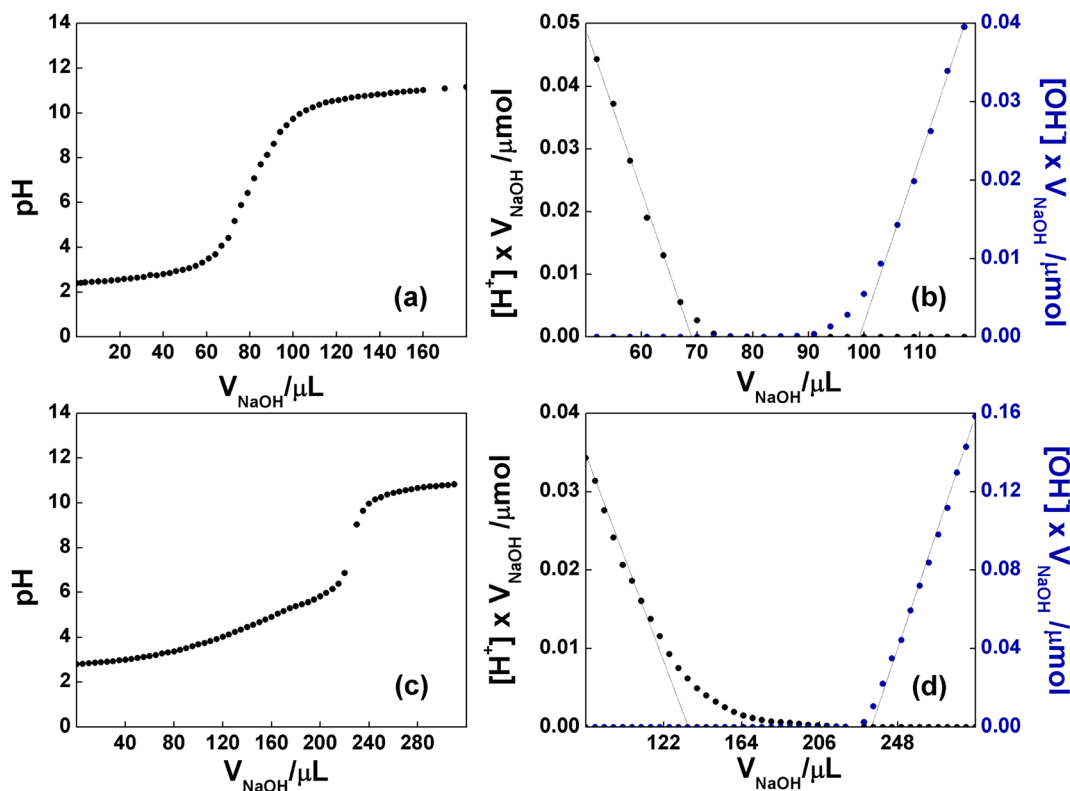 14
12
10
8
6
4
2
0
pH
20 40 60 80 100 120 140 160
V_NaOH/μL
(a)
0.05
0.04
0.03
0.02
0.01
0.00
[H⁺] x V_NaOH /μmol
60 70 80 90 100 110
V_NaOH/μL
0.04
0.03
0.02
0.01
0.00
[OH⁻] x V_NaOH /μmol
(b)
14
12
10
8
6
4
2
0
pH
40 80 120 160 200 240 280
V_NaOH/μL
(c)
0.04
0.03
0.02
0.01
0.00
[H⁺] x V_NaOH /μmol
122 164 206 248
V_NaOH/μL
0.16
0.12
0.08
0.04
0.00
[OH⁻] x V_NaOH /μmol
(d)